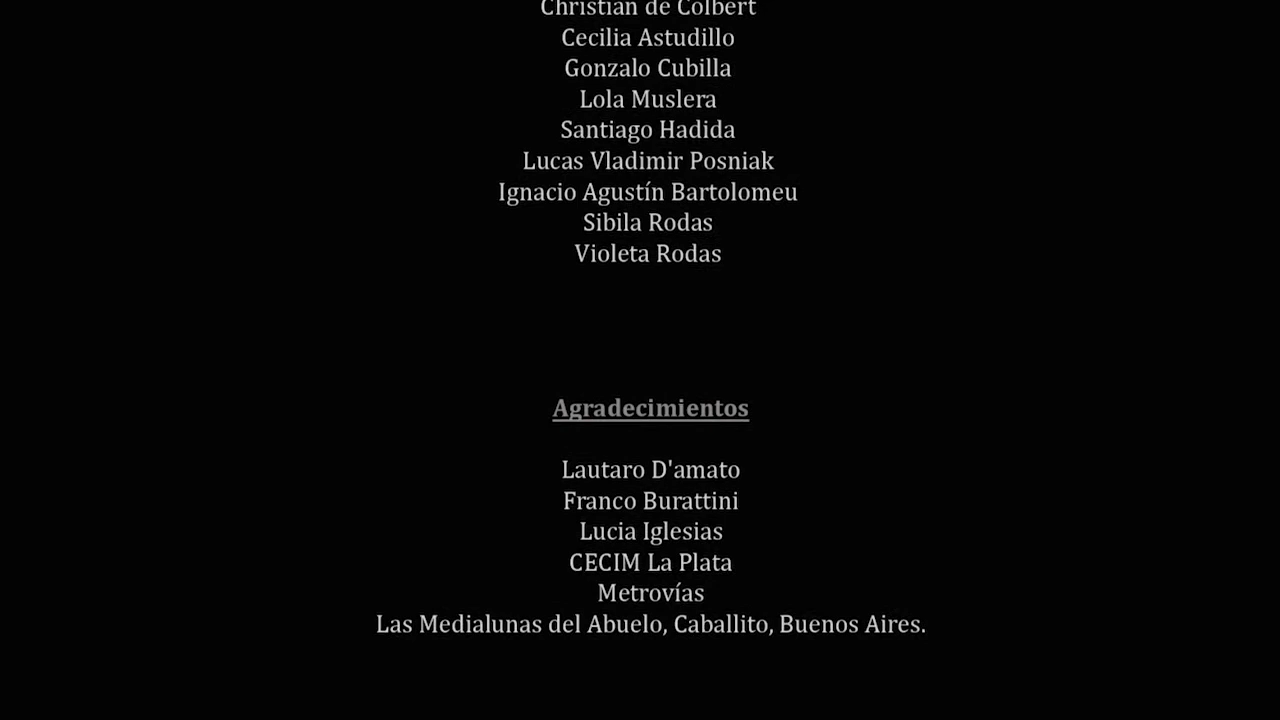 Christian de Colbert
Cecilia Astudillo
Gonzalo Cubilla
Lola Muslera
Santiago Hadida
Lucas Vladimir Posniak
Ignacio Agustín Bartolomeu
Sibila Rodas
Violeta Rodas
Agradecimientos
Lautaro D'amato
Franco Burattini
Lucia Iglesias
CECIM La Plata
Metrovías
Las Medialunas del Abuelo, Caballito, Buenos Aires.